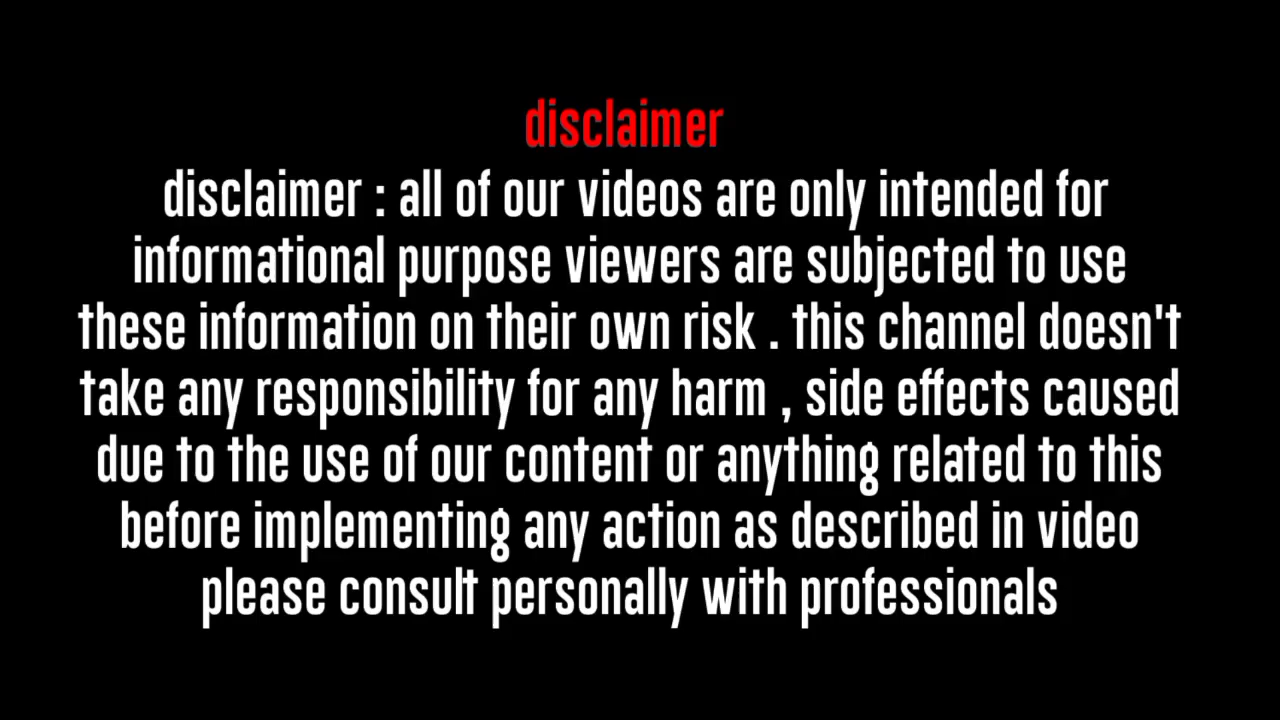 disclaimer
disclaimer : all of our videos are only intended for
informational purpose viewers are subjected to use
these information on their own risk . this channel doesn't
take any responsibility for any harm , side effects caused
due to the use of our content or anything related to this
before implementing any action as described in video
please consult personally with professionals